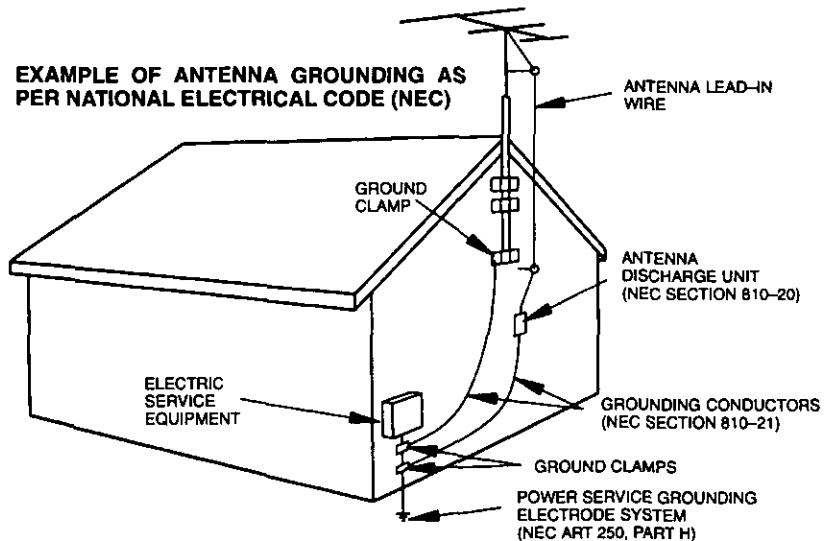 EXAMPLE OF ANTENNA GROUNDING AS
PER NATIONAL ELECTRICAL CODE (NEC)
ANTENNA LEAD–IN
WIRE
GROUND
CLAMP
ANTENNA
DISCHARGE UNIT
(NEC SECTION 810–20)
ELECTRIC
SERVICE
EQUIPMENT
GROUNDING CONDUCTORS
(NEC SECTION 810–21)
GROUND CLAMPS
POWER SERVICE GROUNDING
ELECTRODE SYSTEM
(NEC ART 250, PART H)